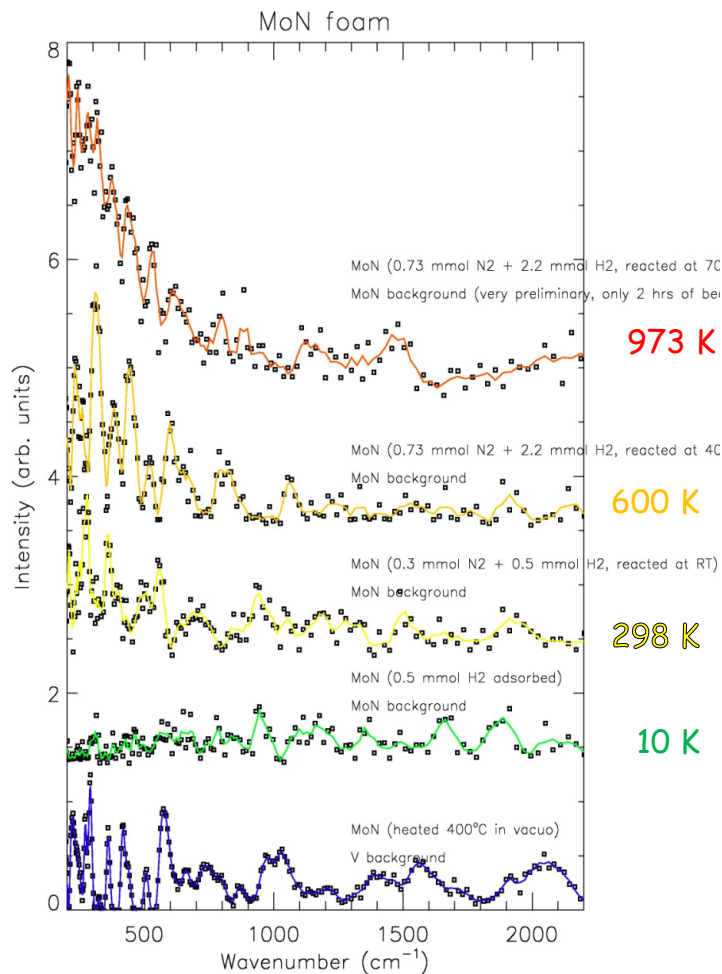 MoN foam
8
6
4
2
0
Intensity (arb. units)
MoN (0.73 mmol N2 + 2.2 mmol H2, reacted at 70
MoN background (very preliminary, only 2 hrs of bea
973 K
MoN (0.73 mmol N2 + 2.2 mmol H2, reacted at 40
MoN background
600 K
MoN (0.3 mmol N2 + 0.5 mmol H2, reacted at RT)
MoN background
298 K
MoN (0.5 mmol H2 adsorbed)
MoN background
10 K
MoN (heated 400°C in vacuo)
V background
500 1000 1500 2000
Wavenumber (cm⁻¹)